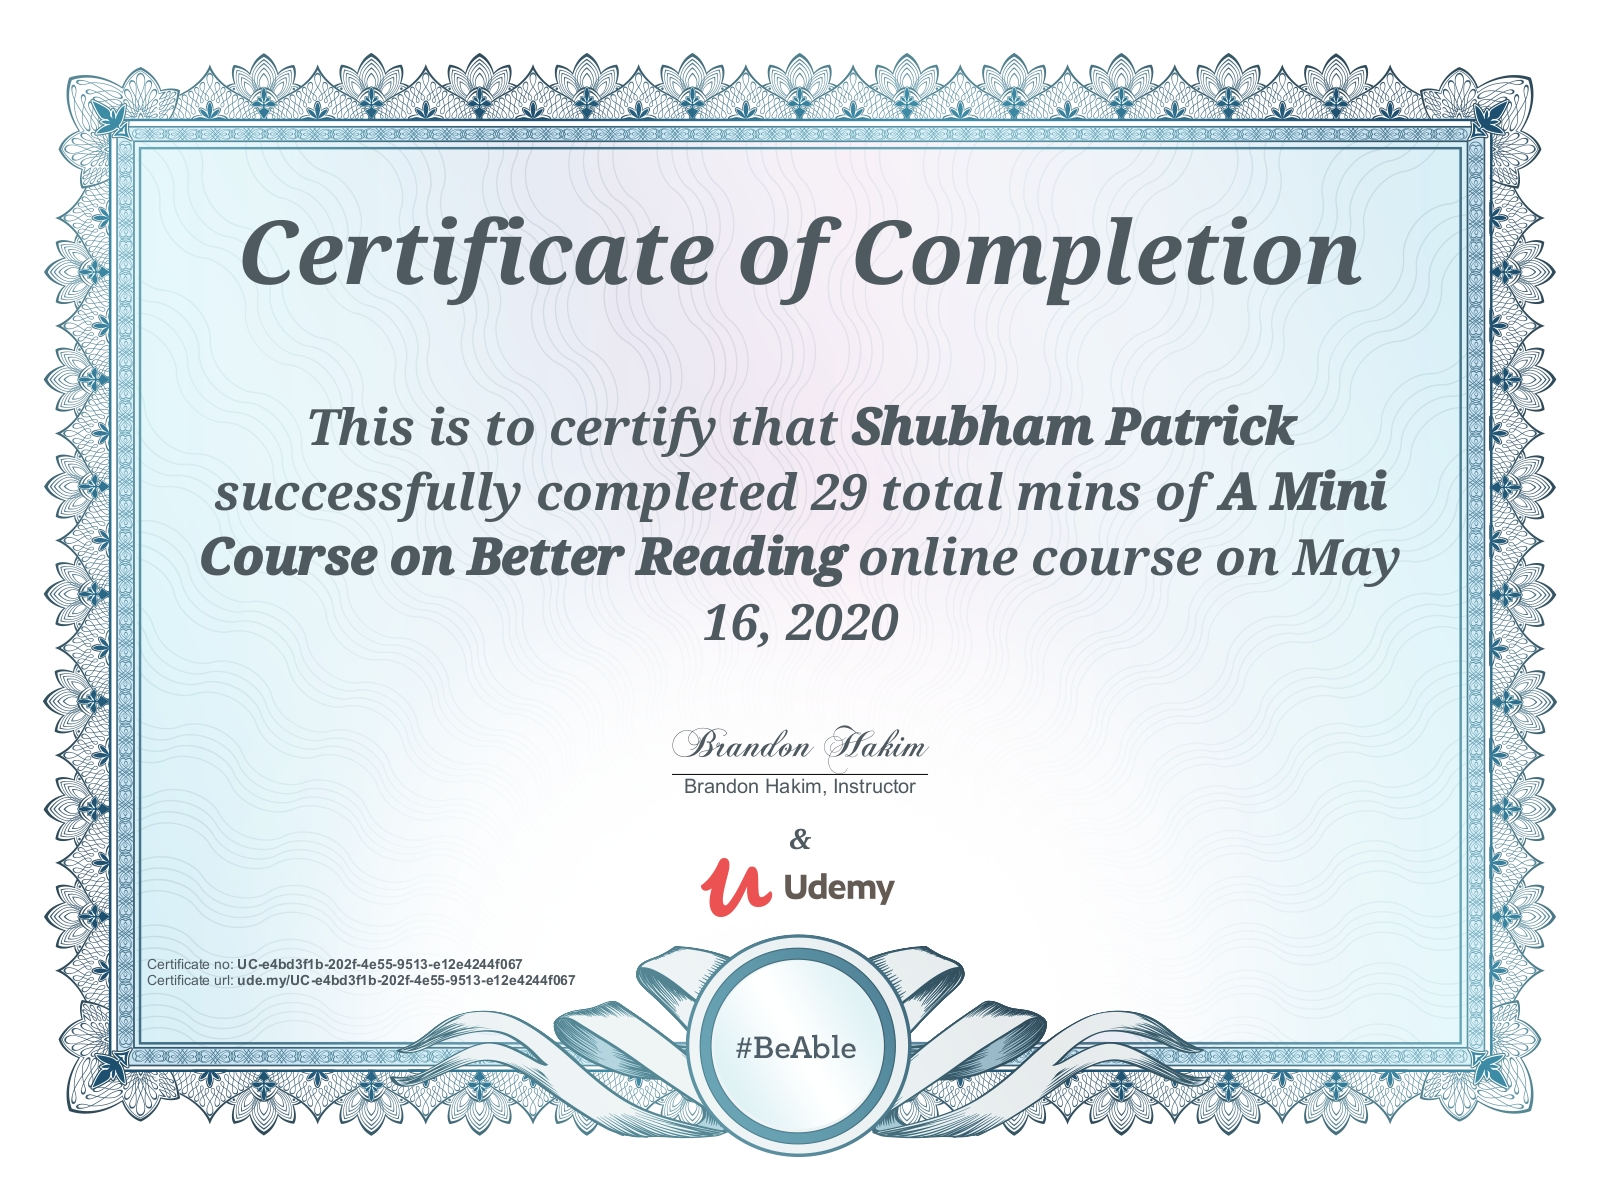 Certificate of Completion
This is to certify that Shubham Patrick
successfully completed 29 total mins of A Mini
Course on Better Reading online course on May
16, 2020
Brandon Hakim
Brandon Hakim, Instructor
&
Udemy
Certificate no: UC-e4bd3f1b-202f-4e55-9513-e12e4244f067
Certificate url: ude.my/UC-e4bd3f1b-202f-4e55-9513-e12e4244f067
#BeAble